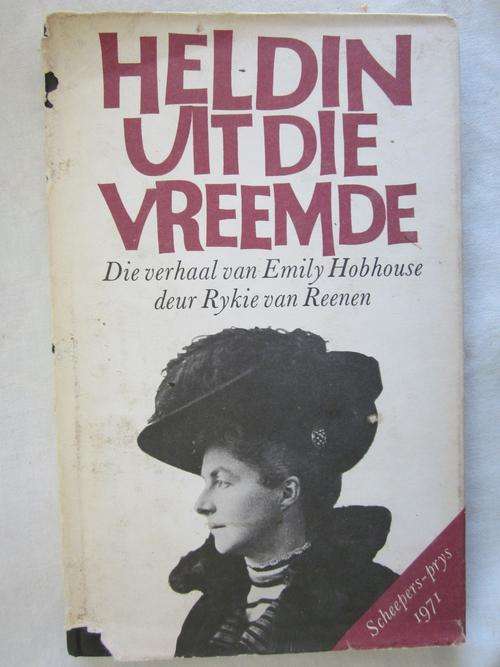 HELDIN
UIT DIE
VREEMDE
Die verhaal van Emily Hobhouse
deur Rykie van Reenen
Scheepers-prys
1971